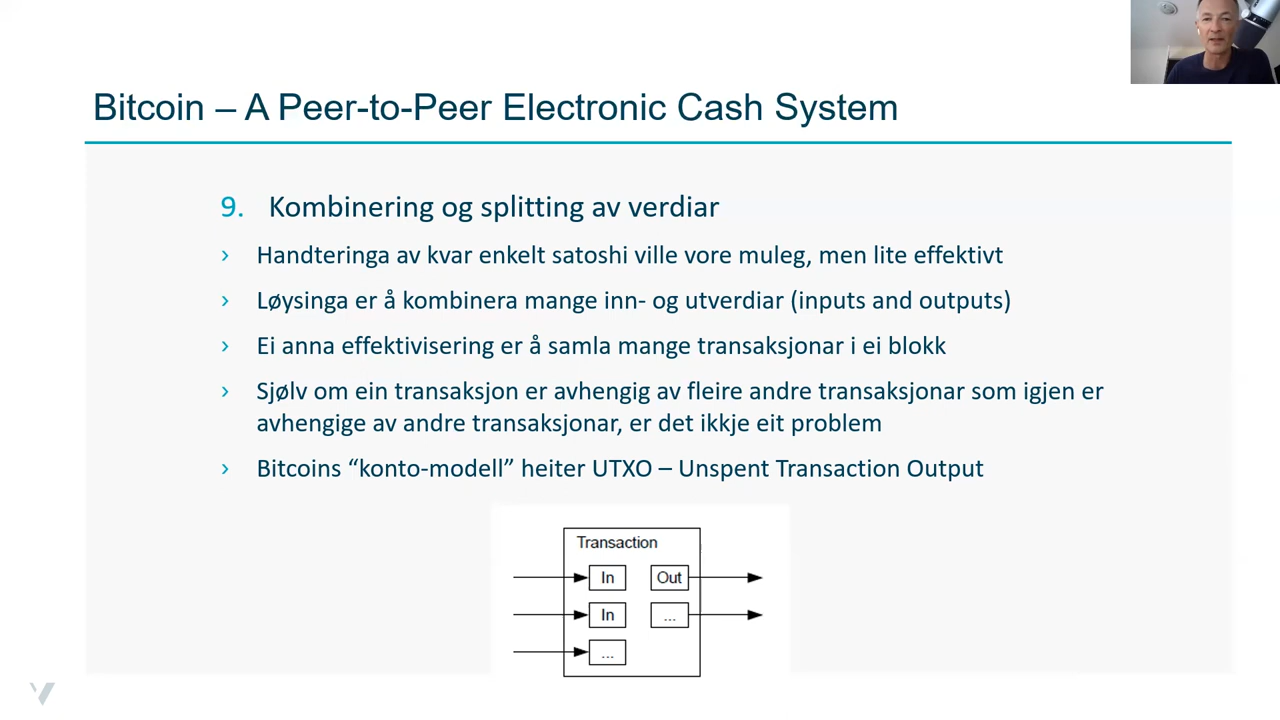 Bitcoin – A Peer-to-Peer Electronic Cash System
9. Kombinering og splitting av verdiar
› Handteringa av kvar enkelt satoshi ville vore muleg, men lite effektivt
› Løysinga er å kombinera mange inn- og utverdiar (inputs and outputs)
› Ei anna effektivisering er å samla mange transaksjonar i ei blokk
› Sjølv om ein transaksjon er avhengig av fleire andre transaksjonar som igjen er
avhengige av andre transaksjonar, er det ikkje eit problem
› Bitcoins “konto-modell” heiter UTXO – Unspent Transaction Output
Transaction
In Out
In ...
...